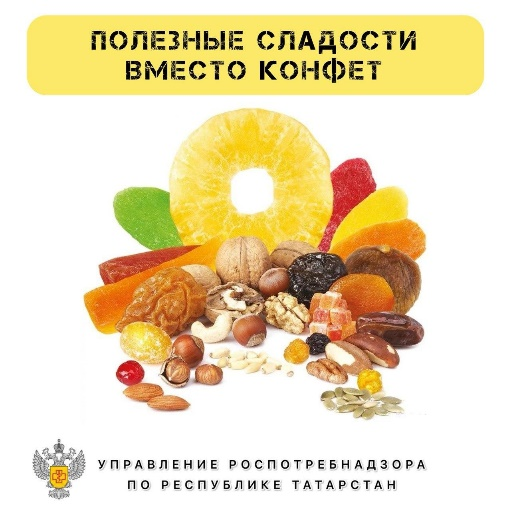 ПОЛЕЗНЫЕ СЛАДОСТИ
ВМЕСТО КОНФЕТ
УПРАВЛЕНИЕ РОСПОТРЕБНАДЗОРА
ПО РЕСПУБЛИКЕ ТАТАРСТАН